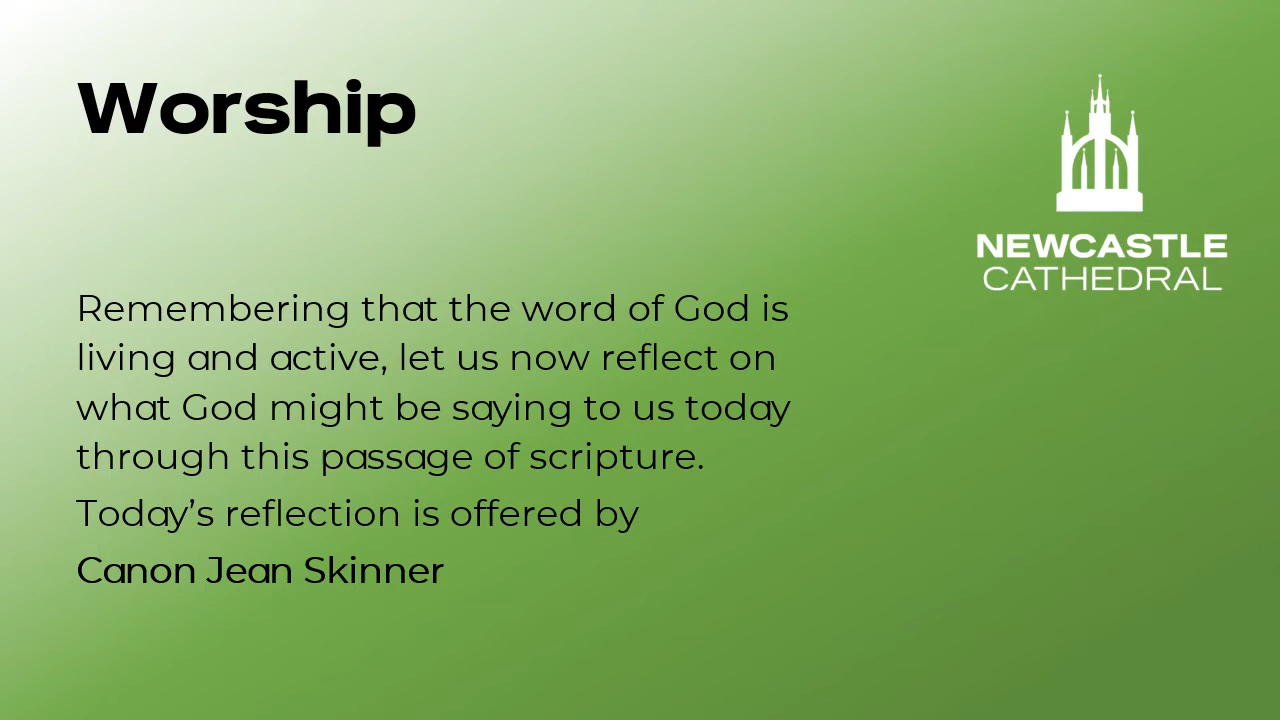 Worship
NEWCASTLE
CATHEDRAL
Remembering that the word of God is
living and active, let us now reflect on
what God might be saying to us today
through this passage of scripture.
Today’s reflection is offered by
Canon Jean Skinner